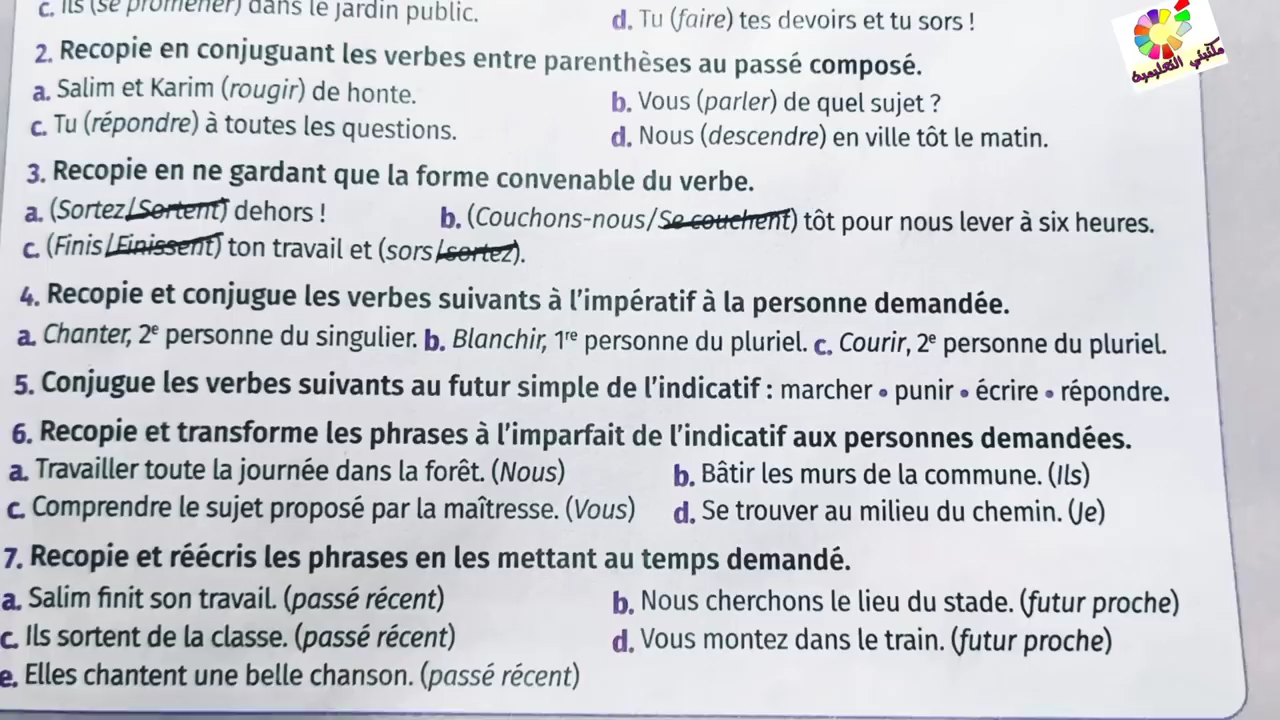 c. Ils (se promener) dans le jardin public. d. Tu (faire) tes devoirs et tu sors !
2. Recopie en conjuguant les verbes entre parenthèses au passé composé.
a. Salim et Karim (rougir) de honte. b. Vous (parler) de quel sujet ?
c. Tu (répondre) à toutes les questions. d. Nous (descendre) en ville tôt le matin.
3. Recopie en ne gardant que la forme convenable du verbe.
a. (Sortez/Sortent) dehors ! b. (Couchons-nous/Se couchent) tôt pour nous lever à six heures.
c. (Finis/Finissent) ton travail et (sors/sortez).
4. Recopie et conjugue les verbes suivants à l'impératif à la personne demandée.
a. Chanter, 2e personne du singulier. b. Blanchir, 1re personne du pluriel. c. Courir, 2e personne du pluriel.
5. Conjugue les verbes suivants au futur simple de l'indicatif : marcher • punir • écrire • répondre.
6. Recopie et transforme les phrases à l'imparfait de l'indicatif aux personnes demandées.
a. Travailler toute la journée dans la forêt. (Nous) b. Bâtir les murs de la commune. (Ils)
c. Comprendre le sujet proposé par la maîtresse. (Vous) d. Se trouver au milieu du chemin. (Je)
7. Recopie et réécris les phrases en les mettant au temps demandé.
a. Salim finit son travail. (passé récent) b. Nous cherchons le lieu du stade. (futur proche)
c. Ils sortent de la classe. (passé récent) d. Vous montez dans le train. (futur proche)
e. Elles chantent une belle chanson. (passé récent)
مكتبتي التعليمية